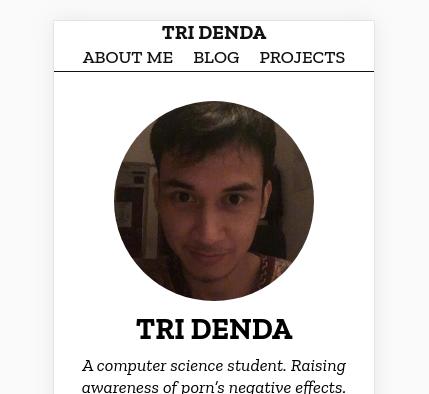 TRI DENDA
ABOUT ME BLOG PROJECTS
TRI DENDA
A computer science student. Raising
awareness of porn’s negative effects.